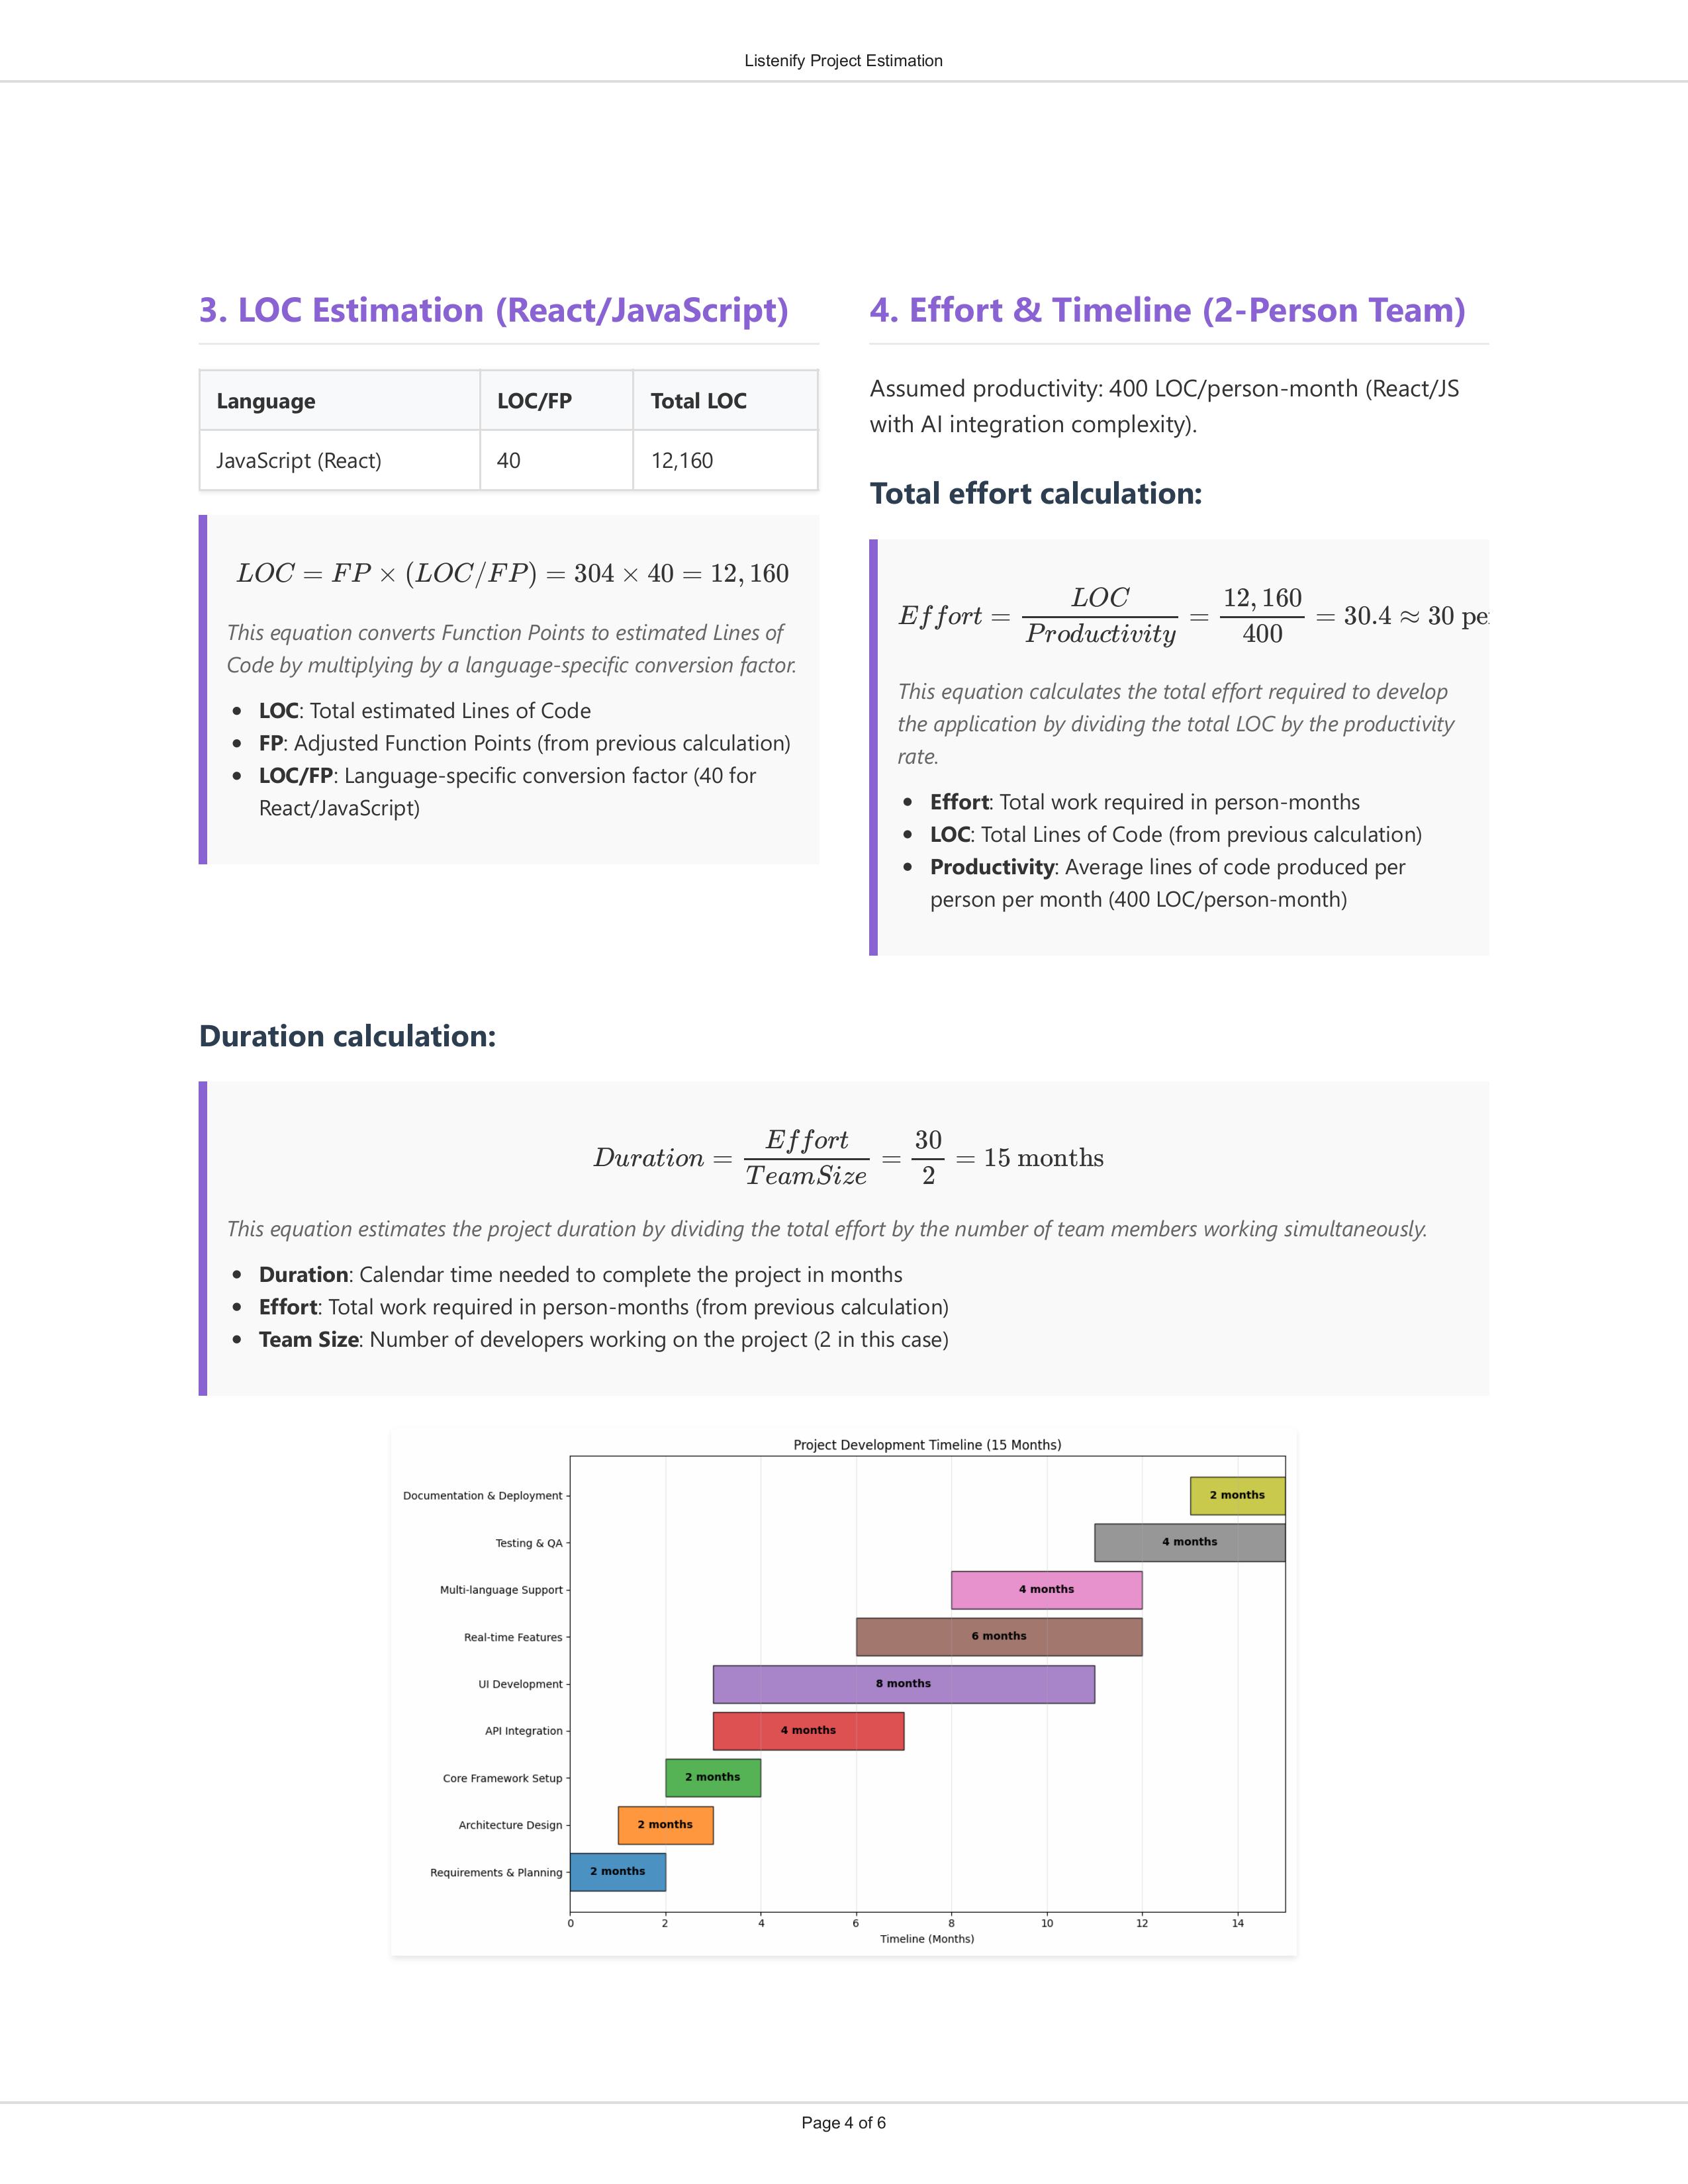 Listenify Project Estimation
3. LOC Estimation (React/JavaScript)
Language LOC/FP Total LOC
JavaScript (React) 40 12,160
LOC = FP × (LOC/FP) = 304 × 40 = 12, 160
This equation converts Function Points to estimated Lines of
Code by multiplying by a language-specific conversion factor.
• LOC: Total estimated Lines of Code
• FP: Adjusted Function Points (from previous calculation)
• LOC/FP: Language-specific conversion factor (40 for
React/JavaScript)
4. Effort & Timeline (2-Person Team)
Assumed productivity: 400 LOC/person-month (React/JS
with AI integration complexity).
Total effort calculation:
Effort = LOC / Productivity = 12, 160 / 400 = 30.4 ≈ 30
This equation calculates the total effort required to develop
the application by dividing the total LOC by the productivity
rate.
• Effort: Total work required in person-months
• LOC: Total Lines of Code (from previous calculation)
• Productivity: Average lines of code produced per
person per month (400 LOC/person-month)
Duration calculation:
Duration = Effort / TeamSize = 30 / 2 = 15 months
This equation estimates the project duration by dividing the total effort by the number of team members working simultaneously.
• Duration: Calendar time needed to complete the project in months
• Effort: Total work required in person-months (from previous calculation)
• Team Size: Number of developers working on the project (2 in this case)
Project Development Timeline (15 Months)
Documentation & Deployment 2 months
Testing & QA 4 months
Multi-language Support 4 months
Real-time Features 6 months
UI Development 8 months
API Integration 4 months
Core Framework Setup 2 months
Architecture Design 2 months
Requirements & Planning 2 months
0 2 4 6 8 10 12 14
Timeline (Months)
Page 4 of 6